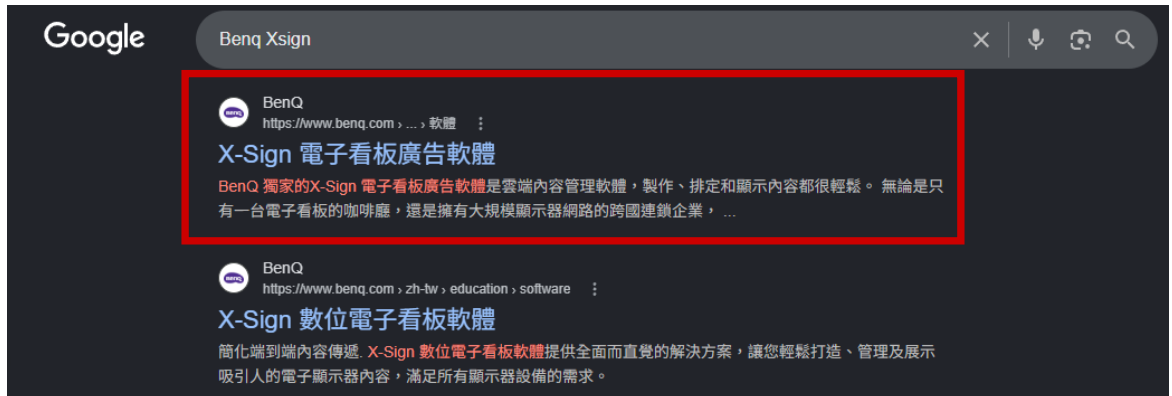 Google
Benq Xsign
BenQ
https://www.benq.com › ... › 軟體
X-Sign 電子看板廣告軟體
BenQ 獨家的X-Sign 電子看板廣告軟體是雲端內容管理軟體，製作、排定和顯示內容都很輕鬆。 無論是只
有一台電子看板的咖啡廳，還是擁有大規模顯示器網路的跨國連鎖企業， ...
BenQ
https://www.benq.com › zh-tw › education › software
X-Sign 數位電子看板軟體
簡化端到端內容傳遞. X-Sign 數位電子看板軟體提供全面而直覺的解決方案，讓您輕鬆打造、管理及展示
吸引人的電子顯示器內容，滿足所有顯示器設備的需求。